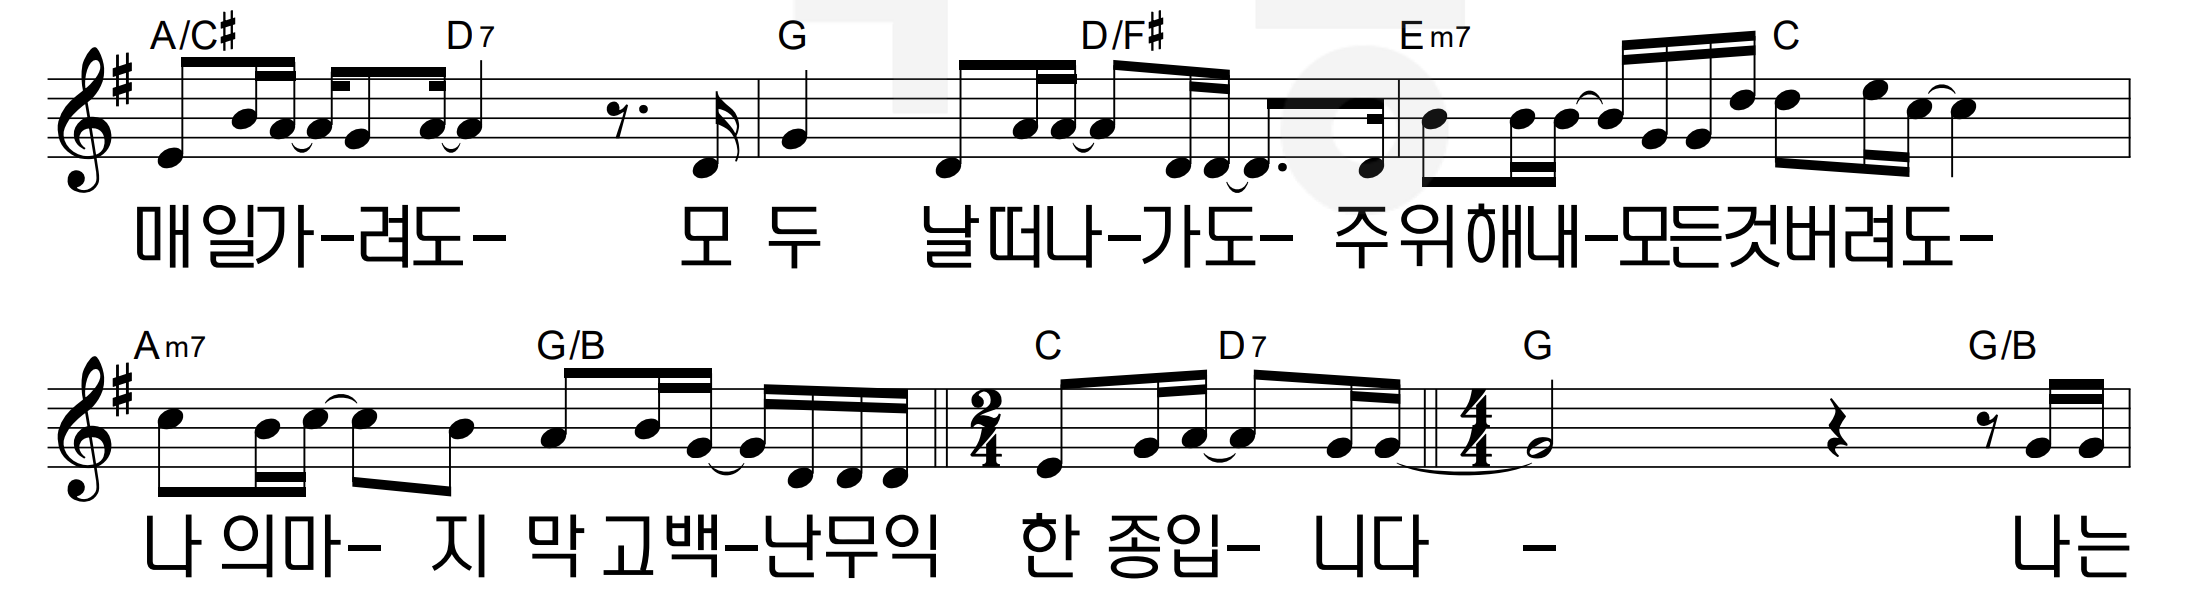 A/C♯ D7 G D/F♯ Em7 C
매 일가-려도- 모 두 날떠나-가도- 주위해내-모든것버려도-
Am7 G/B C D7 G G/B
2/4 4/4
나 의마- 지 막고백-난무익 한 종입- 니다 - 나는